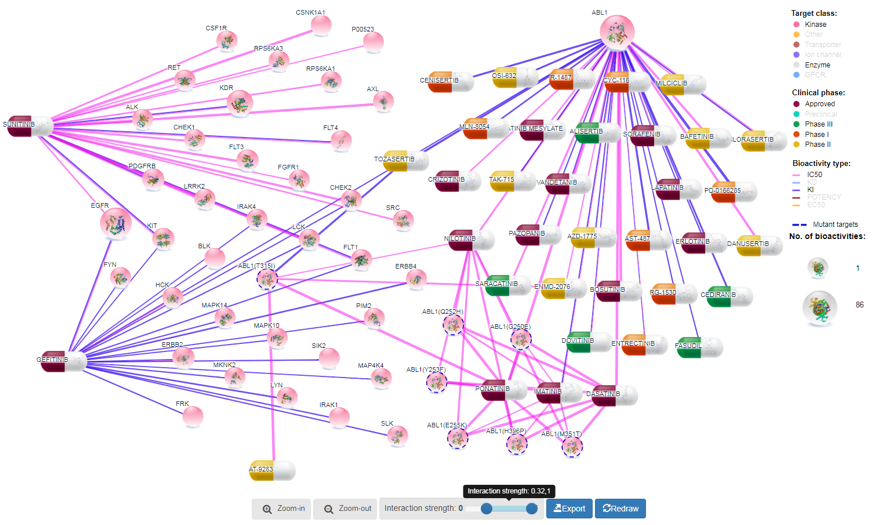 CSNK1A1
ABL1
Target class:
CSF1R
P00523
Kinase
Other
RPS6KA3
Transporter
Ion channel
RET
RPS6KA1
Enzyme
GPCR
KDR
AXL
CENISERTIB
OSI-632
R-1487
CYC-116
MILCICLIB
Clinical phase:
Approved
ALK
Preclinical
SUNITINIB
CHEK1
FLT4
MLN-8054
ATINIB MESYLATE
ALISERTIB
SORAFENIB
BAFETINIB
LORASERTIB
Phase III
Phase I
Phase II
FLT3
FGFR1
TOZASERTIB
PDGFRB
Bioactivity type:
LRRK2
CHEK2
CRIZOTINIB
TAK-715
VANDETANIB
LAPATINIB
PD-0166285
IC50
KI
POTENCY
EC50
EGFR
KIT
IRAK4
LCK
SRC
Mutant targets
BLK
FLT1
NILOTINIB
PAZOPANIB
AZD-1775
AST-487
ERLOTINIB
DANUSERTIB
No. of bioactivities:
FYN
ABL1(T315I)
ERBB4
1
HCK
SARACATINIB
ENMD-2076
BOSUTINIB
RG-1530
CEDIRANIB
MAPK14
PIM2
86
MAPK10
ABL1(Q252H)
ABL1(G250E)
ERBB2
SIK2
DOVITINIB
ENTRECTINIB
FASUDIL
GEFITINIB
MKNK2
MAP4K4
ABL1(Y253F)
LYN
PONATINIB
MATINIB
DASATINIB
FRK
IRAK1
SLK
ABL1(E255K)
ABL1(H396P)
ABL1(M351T)
AT-9283
Interaction strength: 0.32,1
Zoom-in
Zoom-out
Interaction strength: 0
Export
Redraw